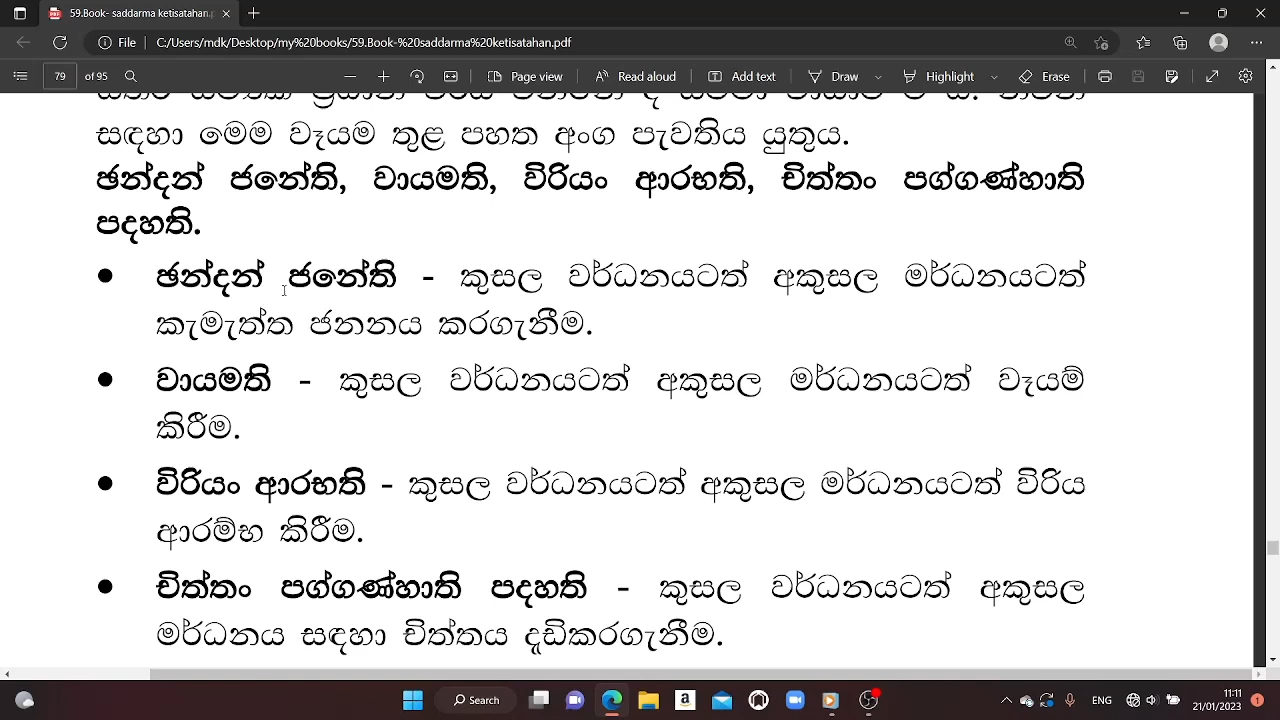 59.Book- saddarma ketisatahan.p
File
C:/Users/mdk/Desktop/my%20books/59.Book-%20saddarma%20ketisatahan.pdf
79 of 95
Page view
Read aloud
Add text
Draw
Highlight
Erase
සඳහා මෙම වෑයම තුළ පහත අංග පැවතිය යුතුය.
ඡන්දන් ජනේති, වායමති, විරියං ආරභති, චිත්තං පග්ගණ්හාති
පදහති.
● ඡන්දන් ජනේති - කුසල වර්ධනයටත් අකුසල මර්ධනයටත්
කැමැත්ත ජනනය කරගැනීම.
● වායමති - කුසල වර්ධනයටත් අකුසල මර්ධනයටත් වෑයම්
කිරීම.
● විරියං ආරභති - කුසල වර්ධනයටත් අකුසල මර්ධනයටත් විරිය
ආරම්භ කිරීම.
● චිත්තං පග්ගණ්හාති පදහති - කුසල වර්ධනයටත් අකුසල
මර්ධනය සඳහා චිත්තය දැඩිකරගැනීම.
Search
ENG
11:11
21/01/2023
1